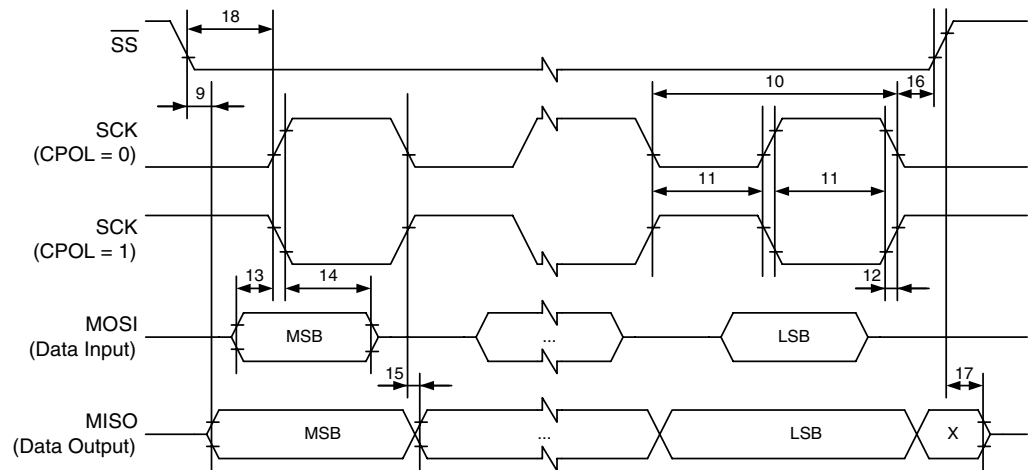 18
SS
10
9
16
SCK
(CPOL = 0)
11
11
SCK
(CPOL = 1)
13
14
12
MOSI
(Data Input)
MSB
...
LSB
15
17
MISO
(Data Output)
MSB
...
LSB
X